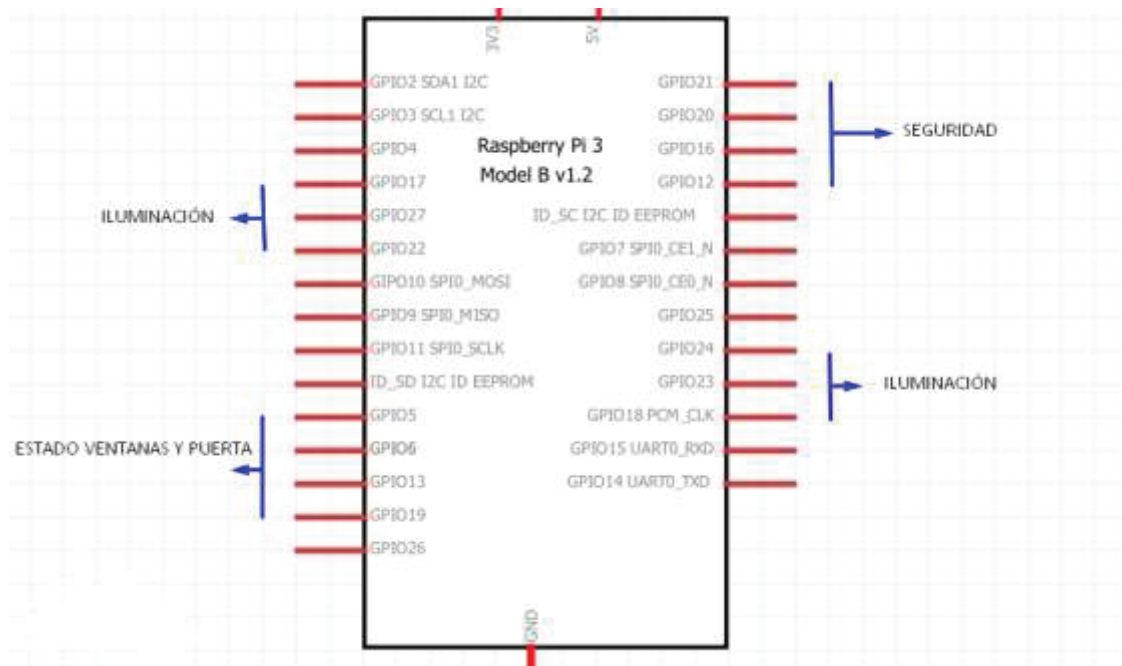 3V3
5V
GPIO2 SDA1 I2C
GPIO3 SCL1 I2C
GPIO4
GPIO17
GPIO27
GPIO22
GIPO10 SPI0_MOSI
GPIO9 SPI0_MISO
GPIO11 SPI0_SCLK
ID_SD I2C ID EEPROM
GPIO5
GPIO6
GPIO13
GPIO19
GPIO26
Raspberry Pi 3
Model B v1.2
GPIO21
GPIO20
GPIO16
GPIO12
ID_SC I2C ID EEPROM
GPIO7 SPI0_CE1_N
GPIO8 SPI0_CE0_N
GPIO25
GPIO24
GPIO23
GPIO18 PCM_CLK
GPIO15 UART0_RXD
GPIO14 UART0_TXD
GND
ILUMINACIÓN
ESTADO VENTANAS Y PUERTA
SEGURIDAD
ILUMINACIÓN